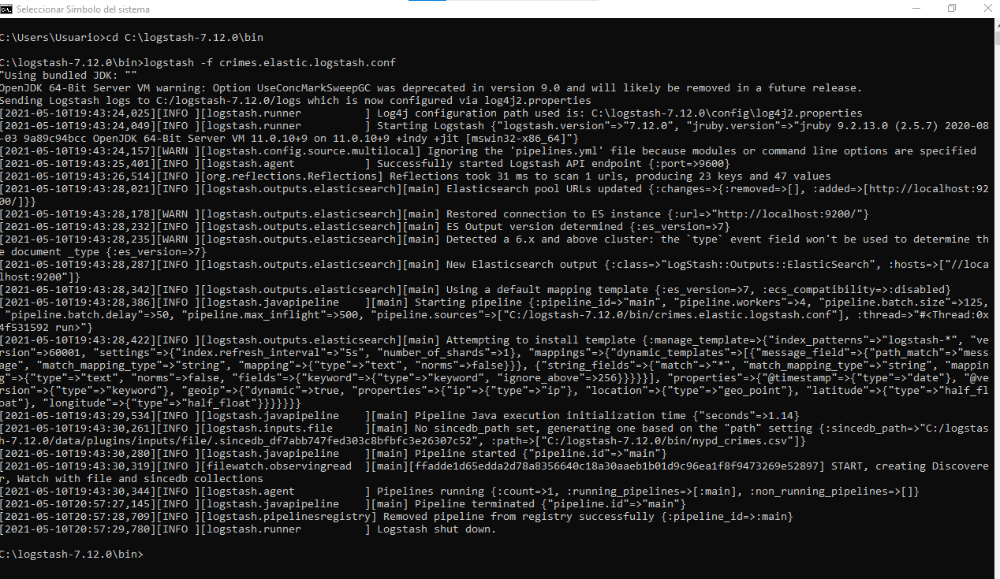 Seleccionar Símbolo del sistema
C:\Users\Usuario>cd C:\logstash-7.12.0\bin
C:\logstash-7.12.0\bin>logstash -f crimes.elastic.logstash.conf
"Using bundled JDK: ""
OpenJDK 64-Bit Server VM warning: Option UseConcMarkSweepGC was deprecated in version 9.0 and will likely be removed in a future release.
Sending Logstash logs to C:/logstash-7.12.0/logs which is now configured via log4j2.properties
[2021-05-10T19:43:24,025][INFO ][logstash.runner          ] Log4j configuration path used is: C:\logstash-7.12.0\config\log4j2.properties
[2021-05-10T19:43:24,049][INFO ][logstash.runner          ] Starting Logstash {"logstash.version"=>"7.12.0", "jruby.version"=>"jruby 9.2.13.0 (2.5.7) 2020-08
-03 9a89c94bcc OpenJDK 64-Bit Server VM 11.0.10+9 on 11.0.10+9 +indy +jit [mswin32-x86_64]"}
[2021-05-10T19:43:24,157][WARN ][logstash.config.source.multilocal] Ignoring the 'pipelines.yml' file because modules or command line options are specified
[2021-05-10T19:43:25,401][INFO ][logstash.agent           ] Successfully started Logstash API endpoint {:port=>9600}
[2021-05-10T19:43:26,514][INFO ][org.reflections.Reflections] Reflections took 31 ms to scan 1 urls, producing 23 keys and 47 values
[2021-05-10T19:43:28,021][INFO ][logstash.outputs.elasticsearch][main] Elasticsearch pool URLs updated {:changes=>{:removed=>[], :added=>[http://localhost:92
00/]}}
[2021-05-10T19:43:28,178][WARN ][logstash.outputs.elasticsearch][main] Restored connection to ES instance {:url=>"http://localhost:9200/"}
[2021-05-10T19:43:28,232][INFO ][logstash.outputs.elasticsearch][main] ES Output version determined {:es_version=>7}
[2021-05-10T19:43:28,235][WARN ][logstash.outputs.elasticsearch][main] Detected a 6.x and above cluster: the `type` event field won't be used to determine th
e document _type {:es_version=>7}
[2021-05-10T19:43:28,287][INFO ][logstash.outputs.elasticsearch][main] New Elasticsearch output {:class=>"LogStash::Outputs::ElasticSearch", :hosts=>["//loca
lhost:9200"]}
[2021-05-10T19:43:28,342][INFO ][logstash.outputs.elasticsearch][main] Using a default mapping template {:es_version=>7, :ecs_compatibility=>:disabled}
[2021-05-10T19:43:28,386][INFO ][logstash.javapipeline    ][main] Starting pipeline {:pipeline_id=>"main", "pipeline.workers"=>4, "pipeline.batch.size"=>125,
 "pipeline.batch.delay"=>50, "pipeline.max_inflight"=>500, "pipeline.sources"=>["C:/logstash-7.12.0/bin/crimes.elastic.logstash.conf"], :thread=>"#<Thread:0x
4f531592 run>"}
[2021-05-10T19:43:28,422][INFO ][logstash.outputs.elasticsearch][main] Attempting to install template {:manage_template=>{"index_patterns"=>"logstash-*", "ve
rsion"=>60001, "settings"=>{"index.refresh_interval"=>"5s", "number_of_shards"=>1}, "mappings"=>{"dynamic_templates"=>[{"message_field"=>{"path_match"=>"mess
age", "match_mapping_type"=>"string", "mapping"=>{"type"=>"text", "norms"=>false}}}, {"string_fields"=>{"match"=>"*", "match_mapping_type"=>"string", "mappin
g"=>{"type"=>"text", "norms"=>false, "fields"=>{"keyword"=>{"type"=>"keyword", "ignore_above"=>256}}}}}], "properties"=>{"@timestamp"=>{"type"=>"date"}, "@ve
rsion"=>{"type"=>"keyword"}, "geoip"=>{"dynamic"=>true, "properties"=>{"ip"=>{"type"=>"ip"}, "location"=>{"type"=>"geo_point"}, "latitude"=>{"type"=>"half_fl
oat"}, "longitude"=>{"type"=>"half_float"}}}}}}}
[2021-05-10T19:43:29,534][INFO ][logstash.javapipeline    ][main] Pipeline Java execution initialization time {"seconds"=>1.14}
[2021-05-10T19:43:30,261][INFO ][logstash.inputs.file     ][main] No sincedb_path set, generating one based on the "path" setting {:sincedb_path=>"C:/logstas
h-7.12.0/data/plugins/inputs/file/.sincedb_df7abb747fed303c8bfbfc3e26307c52", :path=>["C:/logstash-7.12.0/bin/nypd_crimes.csv"]}
[2021-05-10T19:43:30,280][INFO ][logstash.javapipeline    ][main] Pipeline started {"pipeline.id"=>"main"}
[2021-05-10T19:43:30,319][INFO ][filewatch.observingread  ][main][ffadde1d65edda2d78a8356640c18a30aaeb1b01d9c96ea1f8f9473269e52897] START, creating Discovere
r, Watch with file and sincedb collections
[2021-05-10T19:43:30,344][INFO ][logstash.agent           ] Pipelines running {:count=>1, :running_pipelines=>[:main], :non_running_pipelines=>[]}
[2021-05-10T20:57:27,145][INFO ][logstash.javapipeline    ][main] Pipeline terminated {"pipeline.id"=>"main"}
[2021-05-10T20:57:28,709][INFO ][logstash.pipelinesregistry] Removed pipeline from registry successfully {:pipeline_id=>:main}
[2021-05-10T20:57:29,780][INFO ][logstash.runner          ] Logstash shut down.
C:\logstash-7.12.0\bin>